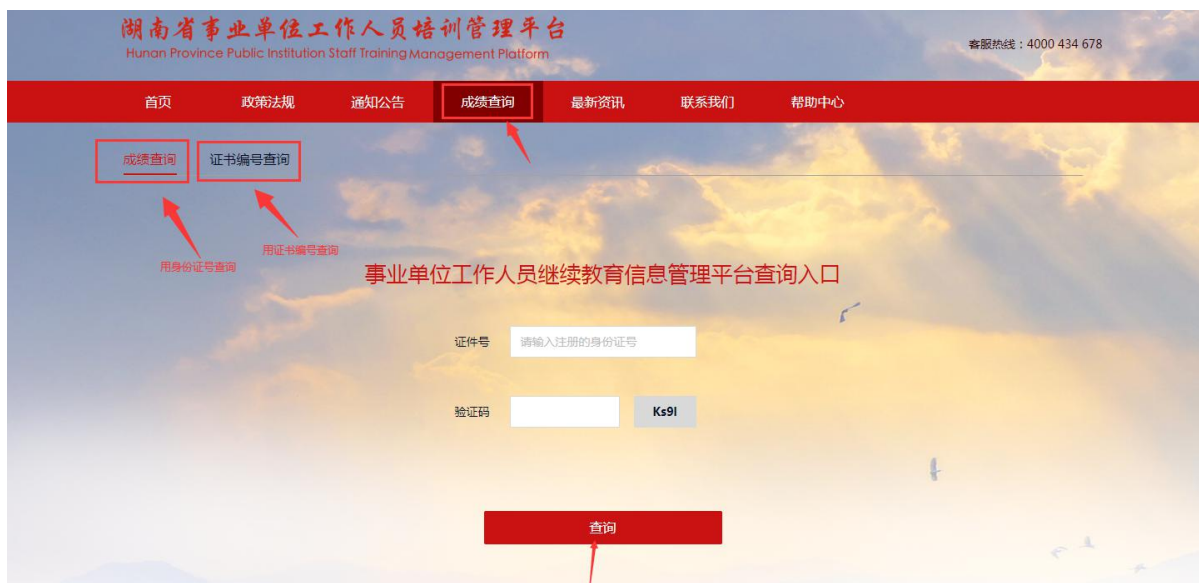 湖南省事业单位工作人员培训管理平台
Hunan Province Public Institution Staff Training Management Platform
客服热线：4000 434 678
首页 政策法规 通知公告 成绩查询 最新资讯 联系我们 帮助中心
成绩查询 证书编号查询
用证书编号查询
用身份证号查询
事业单位工作人员继续教育信息管理平台查询入口
证件号 请输入注册的身份证号
验证码 Ks9l
查询